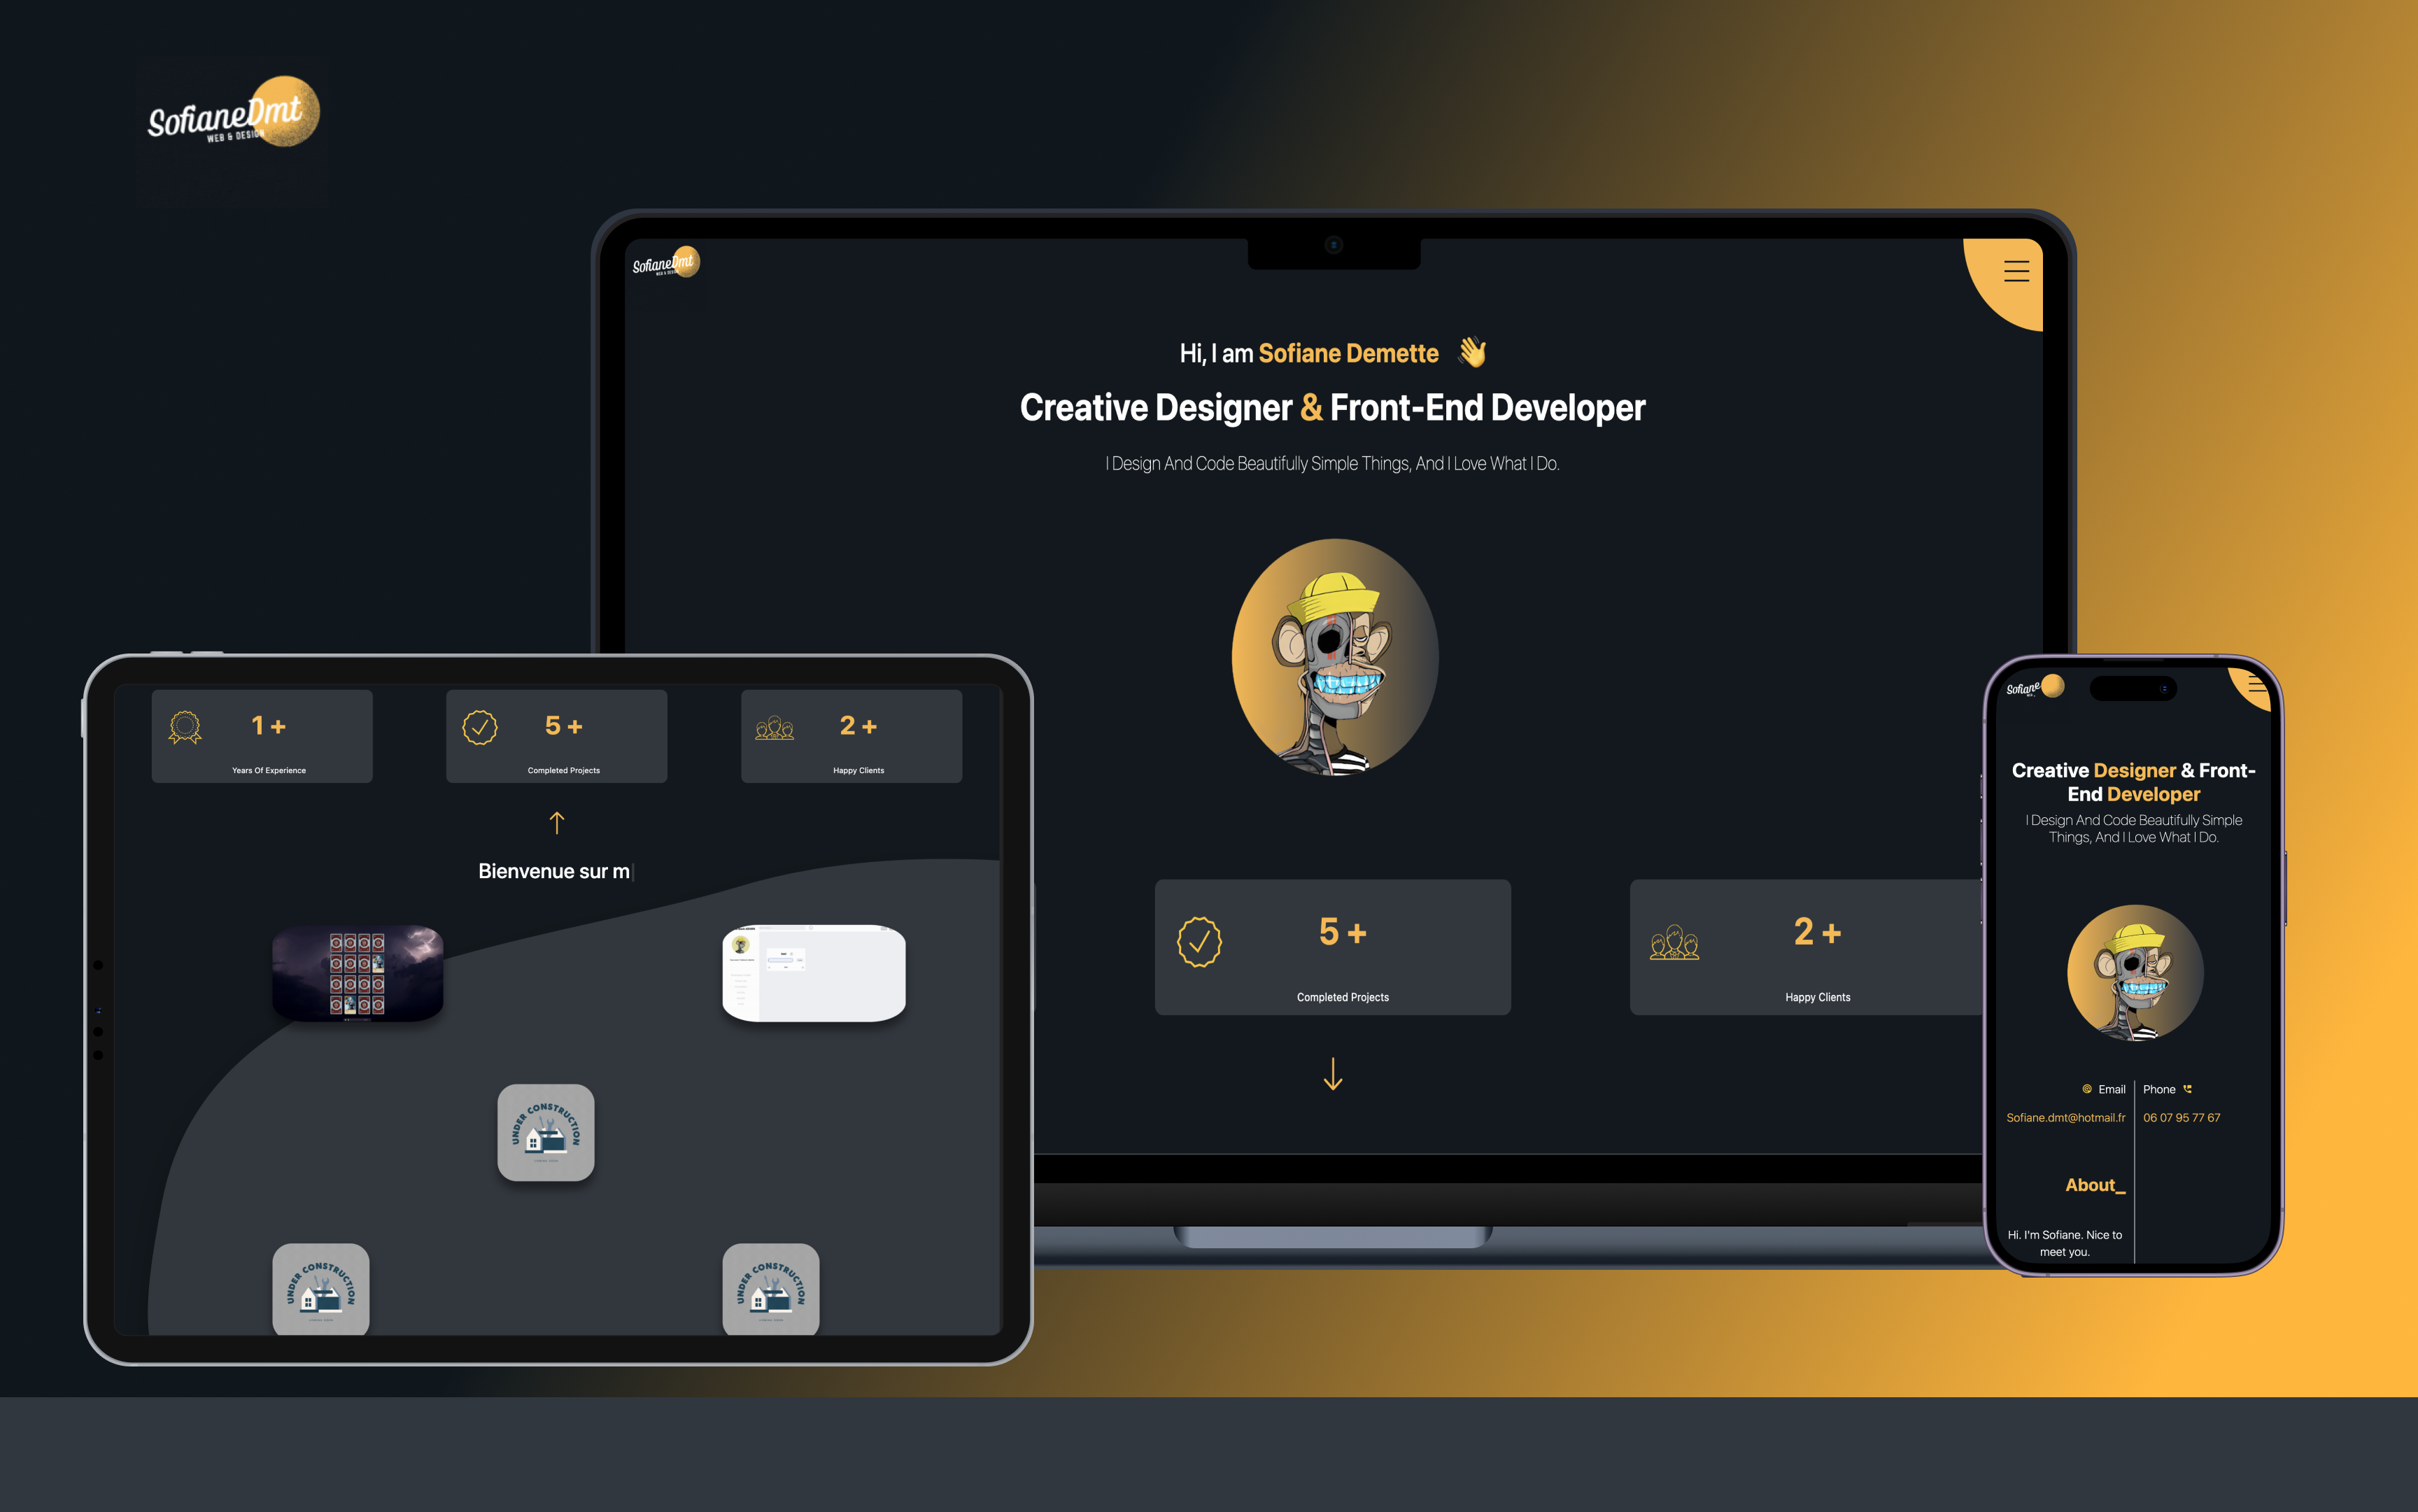 SofianeDmt
WEB & DESIGN
SofianeDmt
WEB & DESIGN
Hi, I am Sofiane Demette
Creative Designer & Front-End Developer
I Design And Code Beautifully Simple Things, And I Love What I Do.
5 +
Completed Projects
2 +
Happy Clients
1 +
Years Of Experience
5 +
Completed Projects
2 +
Happy Clients
Bienvenue sur m
UNDER CONSTRUCTION
UNDER CONSTRUCTION
UNDER CONSTRUCTION
Sofiane
Creative Designer & Front-
End Developer
I Design And Code Beautifully Simple
Things, And I Love What I Do.
Email
Sofiane.dmt@hotmail.fr
Phone
06 07 95 77 67
About_
Hi. I'm Sofiane. Nice to
meet you.